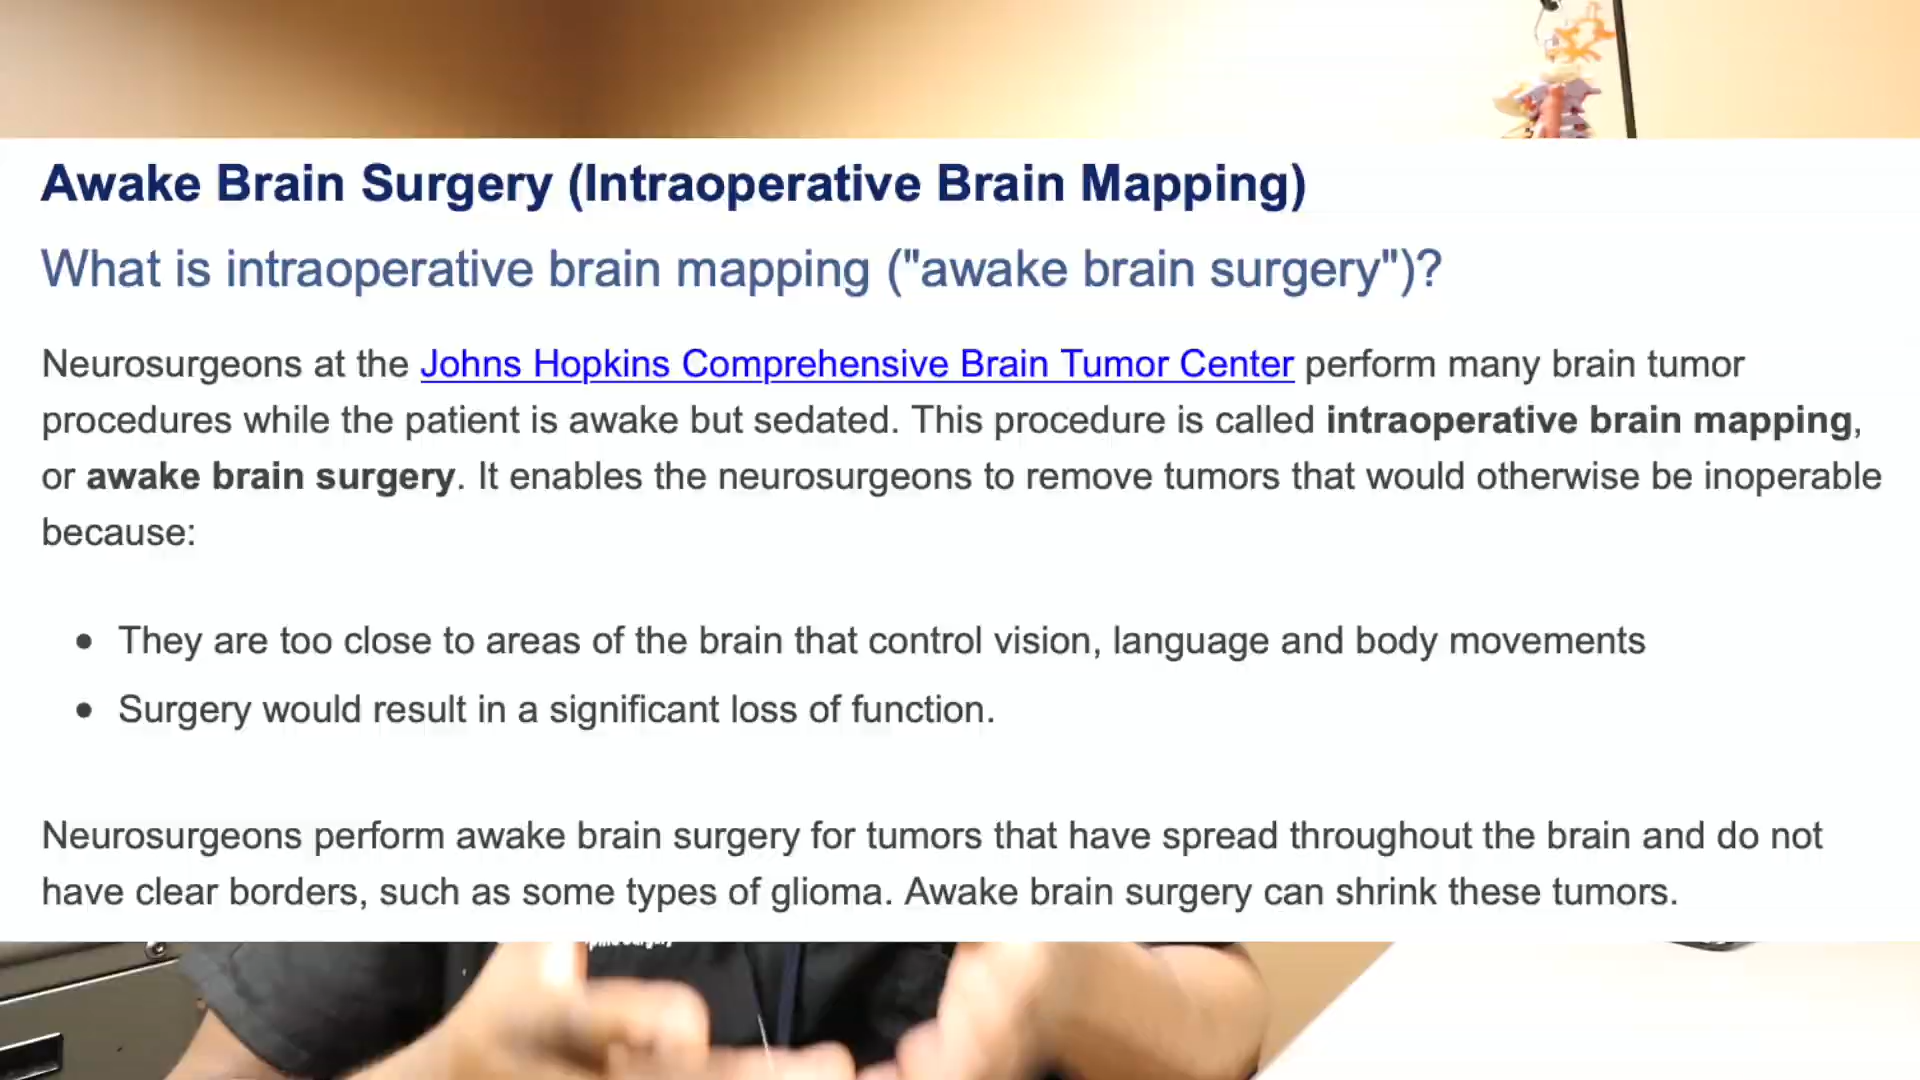 Awake Brain Surgery (Intraoperative Brain Mapping)
What is intraoperative brain mapping ("awake brain surgery")?
Neurosurgeons at the Johns Hopkins Comprehensive Brain Tumor Center perform many brain tumor
procedures while the patient is awake but sedated. This procedure is called intraoperative brain mapping,
or awake brain surgery. It enables the neurosurgeons to remove tumors that would otherwise be inoperable
because:
• They are too close to areas of the brain that control vision, language and body movements
• Surgery would result in a significant loss of function.
Neurosurgeons perform awake brain surgery for tumors that have spread throughout the brain and do not
have clear borders, such as some types of glioma. Awake brain surgery can shrink these tumors.